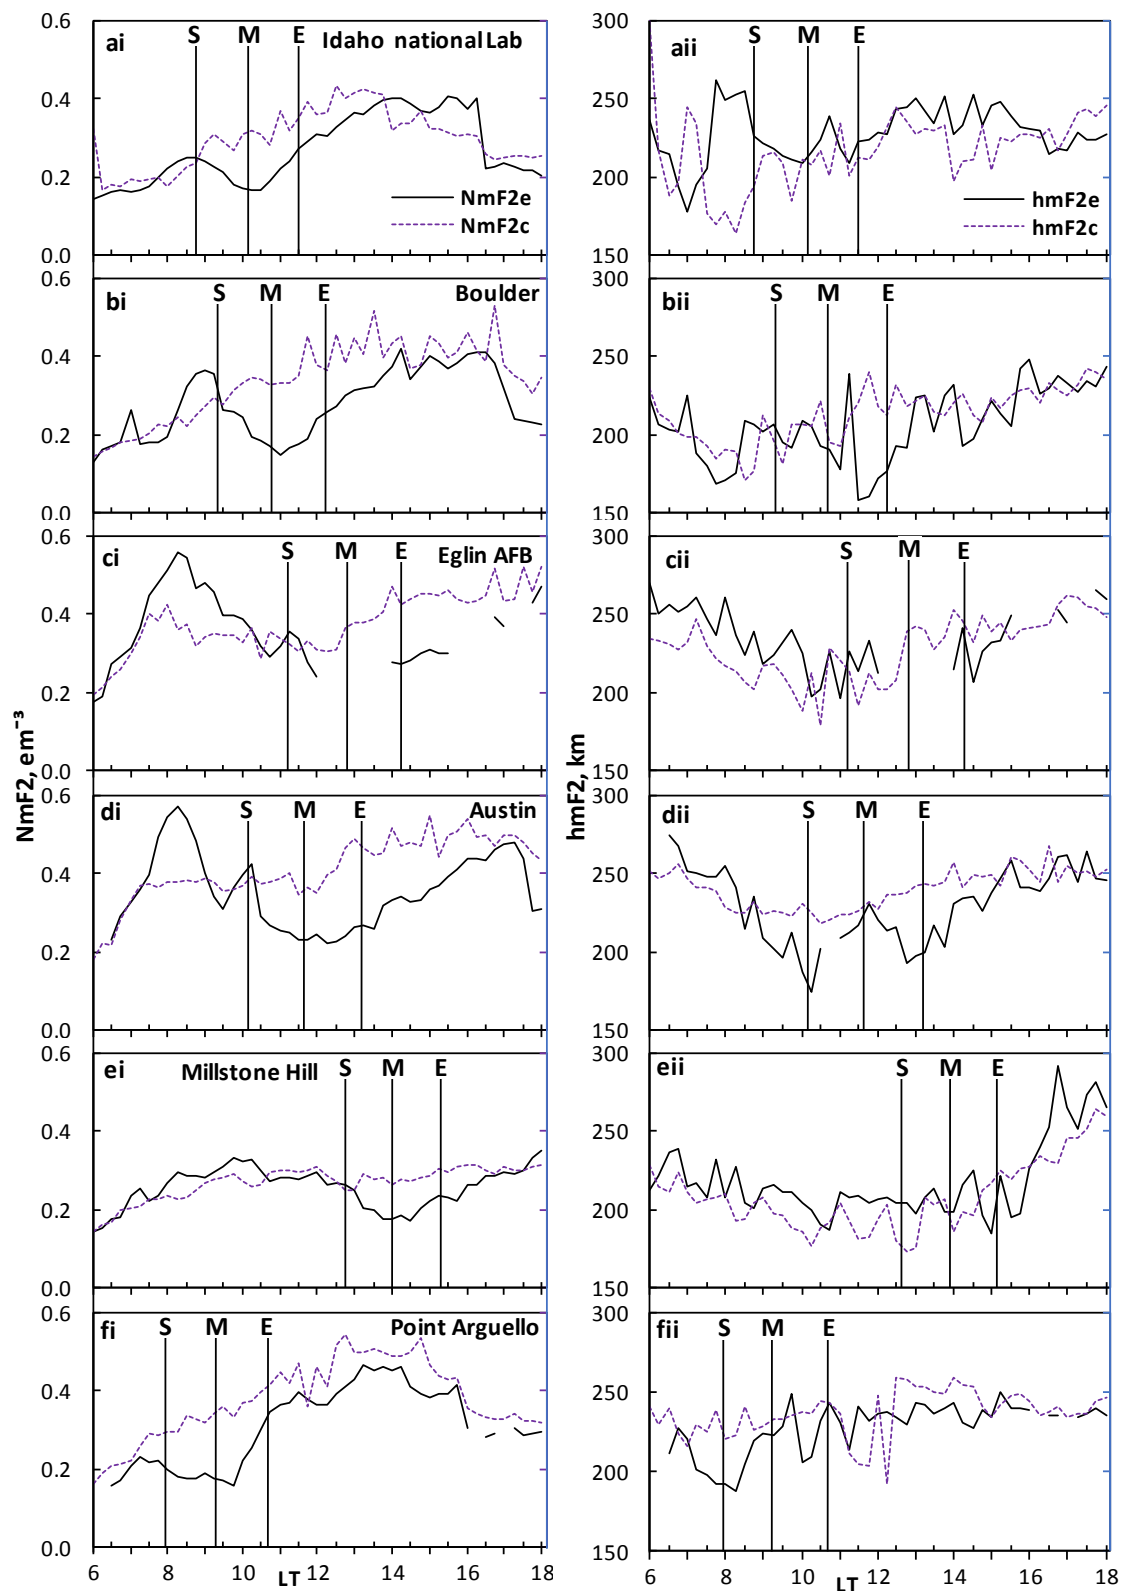 0.6 ai S M E Idaho national Lab
0.4
0.2 NmF2e
NmF2c
0.0
300 aii S M E
250
200 hmF2e
hmF2c
150
0.6 bi S M E Boulder
0.4
0.2
0.0
300 bii S M E
250
200
150
ci S M E Eglin AFB
0.4
0.2
0.0
300 cii S M E
250
200
150
NmF2, em⁻³
hmF2, km
0.6 di S M E Austin
0.4
0.2
0.0
300 dii S M E
250
200
150
0.6 ei Millstone Hill S M E
0.4
0.2
0.0
300 eii S M E
250
200
150
0.6 fi S M E Point Arguello
0.4
0.2
0.0
6 8 10 LT 12 14 16 18
300 fii S M E
250
200
150
6 8 10 LT 12 14 16 18